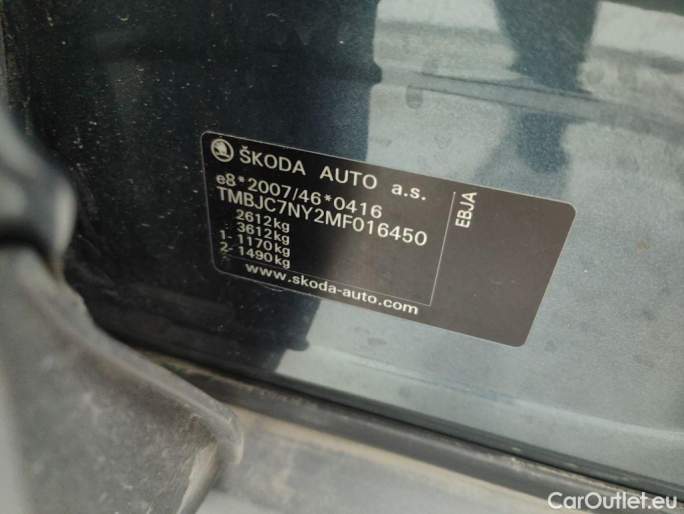 ŠKODA AUTO a.s.
e8*2007/46*0416
TMBJC7NY2MF016450
2612kg
3612kg
1- 1170kg
2- 1490kg
www.skoda-auto.com
EBJA
CarOutlet.eu